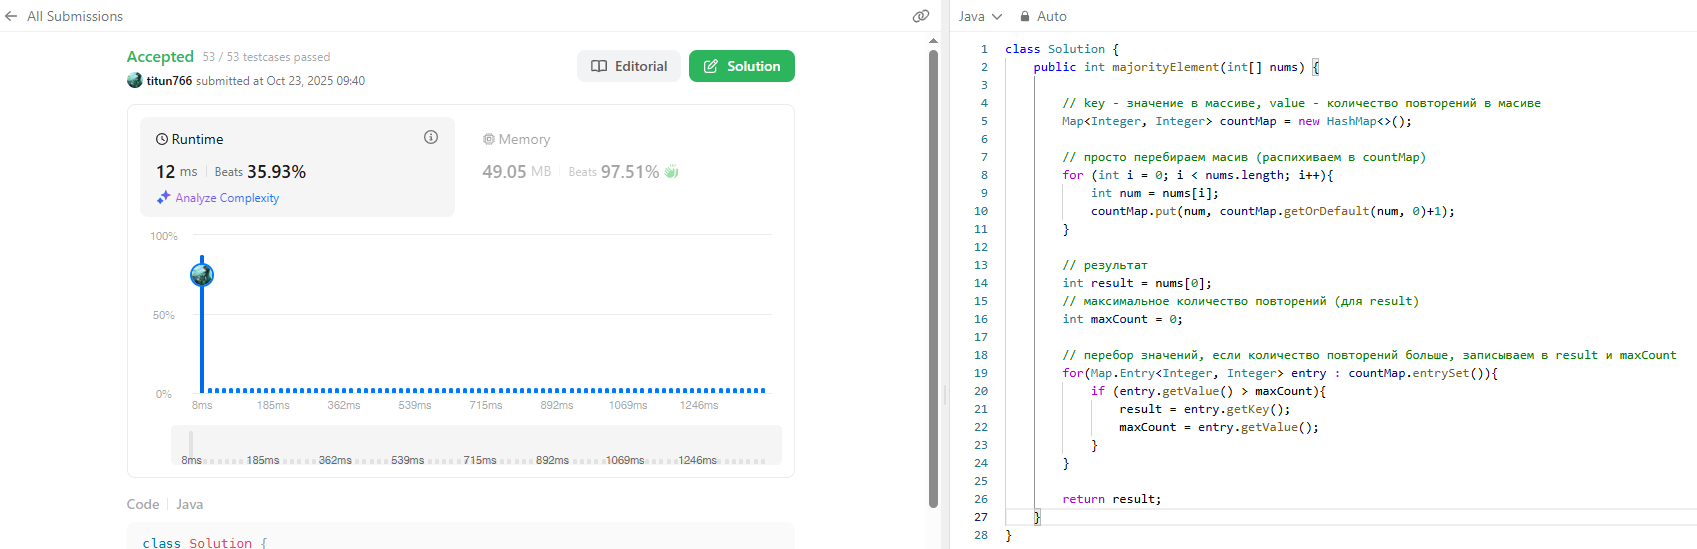 All Submissions
Accepted 53 / 53 testcases passed
titun766 submitted at Oct 23, 2025 09:40
Editorial
Solution
Runtime
12 ms Beats 35.93%
Analyze Complexity
Memory
49.05 MB Beats 97.51%
100%
50%
0%
8ms 185ms 362ms 539ms 715ms 892ms 1069ms 1246ms
8ms 185ms 362ms 539ms 715ms 892ms 1069ms 1246ms
Code Java
class Solution {
Java Auto
1 class Solution {
2 public int majorityElement(int[] nums) {
3
4 // key - значение в массиве, value - количество повторений в масиве
5 Map<Integer, Integer> countMap = new HashMap<>();
6
7 // просто перебираем масив (распихиваем в countMap)
8 for (int i = 0; i < nums.length; i++){
9 int num = nums[i];
10 countMap.put(num, countMap.getOrDefault(num, 0)+1);
11 }
12
13 // результат
14 int result = nums[0];
15 // максимальное количество повторений (для result)
16 int maxCount = 0;
17
18 // перебор значений, если количество повторений больше, записываем в result и maxCount
19 for(Map.Entry<Integer, Integer> entry : countMap.entrySet()){
20 if (entry.getValue() > maxCount){
21 result = entry.getKey();
22 maxCount = entry.getValue();
23 }
24 }
25
26 return result;
27 }
28 }